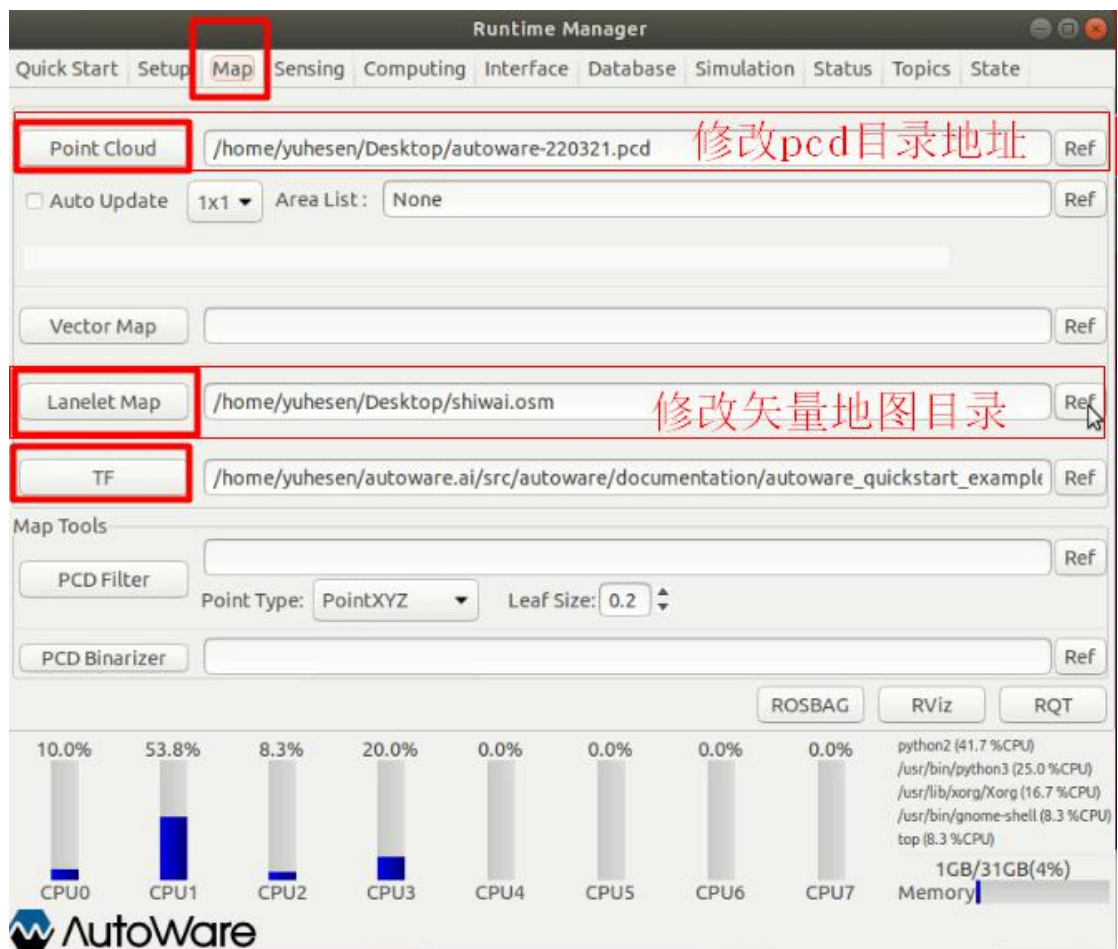 Runtime Manager
Quick Start Setup Map Sensing Computing Interface Database Simulation Status Topics State
Point Cloud /home/yuhesen/Desktop/autoware-220321.pcd 修改pcd目录地址 Ref
Auto Update 1x1 Area List : None Ref
Vector Map Ref
Lanelet Map /home/yuhesen/Desktop/shiwai.osm 修改矢量地图目录 Ref
TF /home/yuhesen/autoware.ai/src/autoware/documentation/autoware_quickstart_example Ref
Map Tools
PCD Filter Ref
Point Type: PointXYZ Leaf Size: 0.2
PCD Binarizer Ref
ROSBAG RViz RQT
10.0% 53.8% 8.3% 20.0% 0.0% 0.0% 0.0% 0.0%
python2 (41.7 %CPU)
/usr/bin/python3 (25.0 %CPU)
/usr/lib/xorg/Xorg (16.7 %CPU)
/usr/bin/gnome-shell (8.3 %CPU)
top (8.3 %CPU)
1GB/31GB(4%)
CPU0 CPU1 CPU2 CPU3 CPU4 CPU5 CPU6 CPU7 Memory
AutoWare